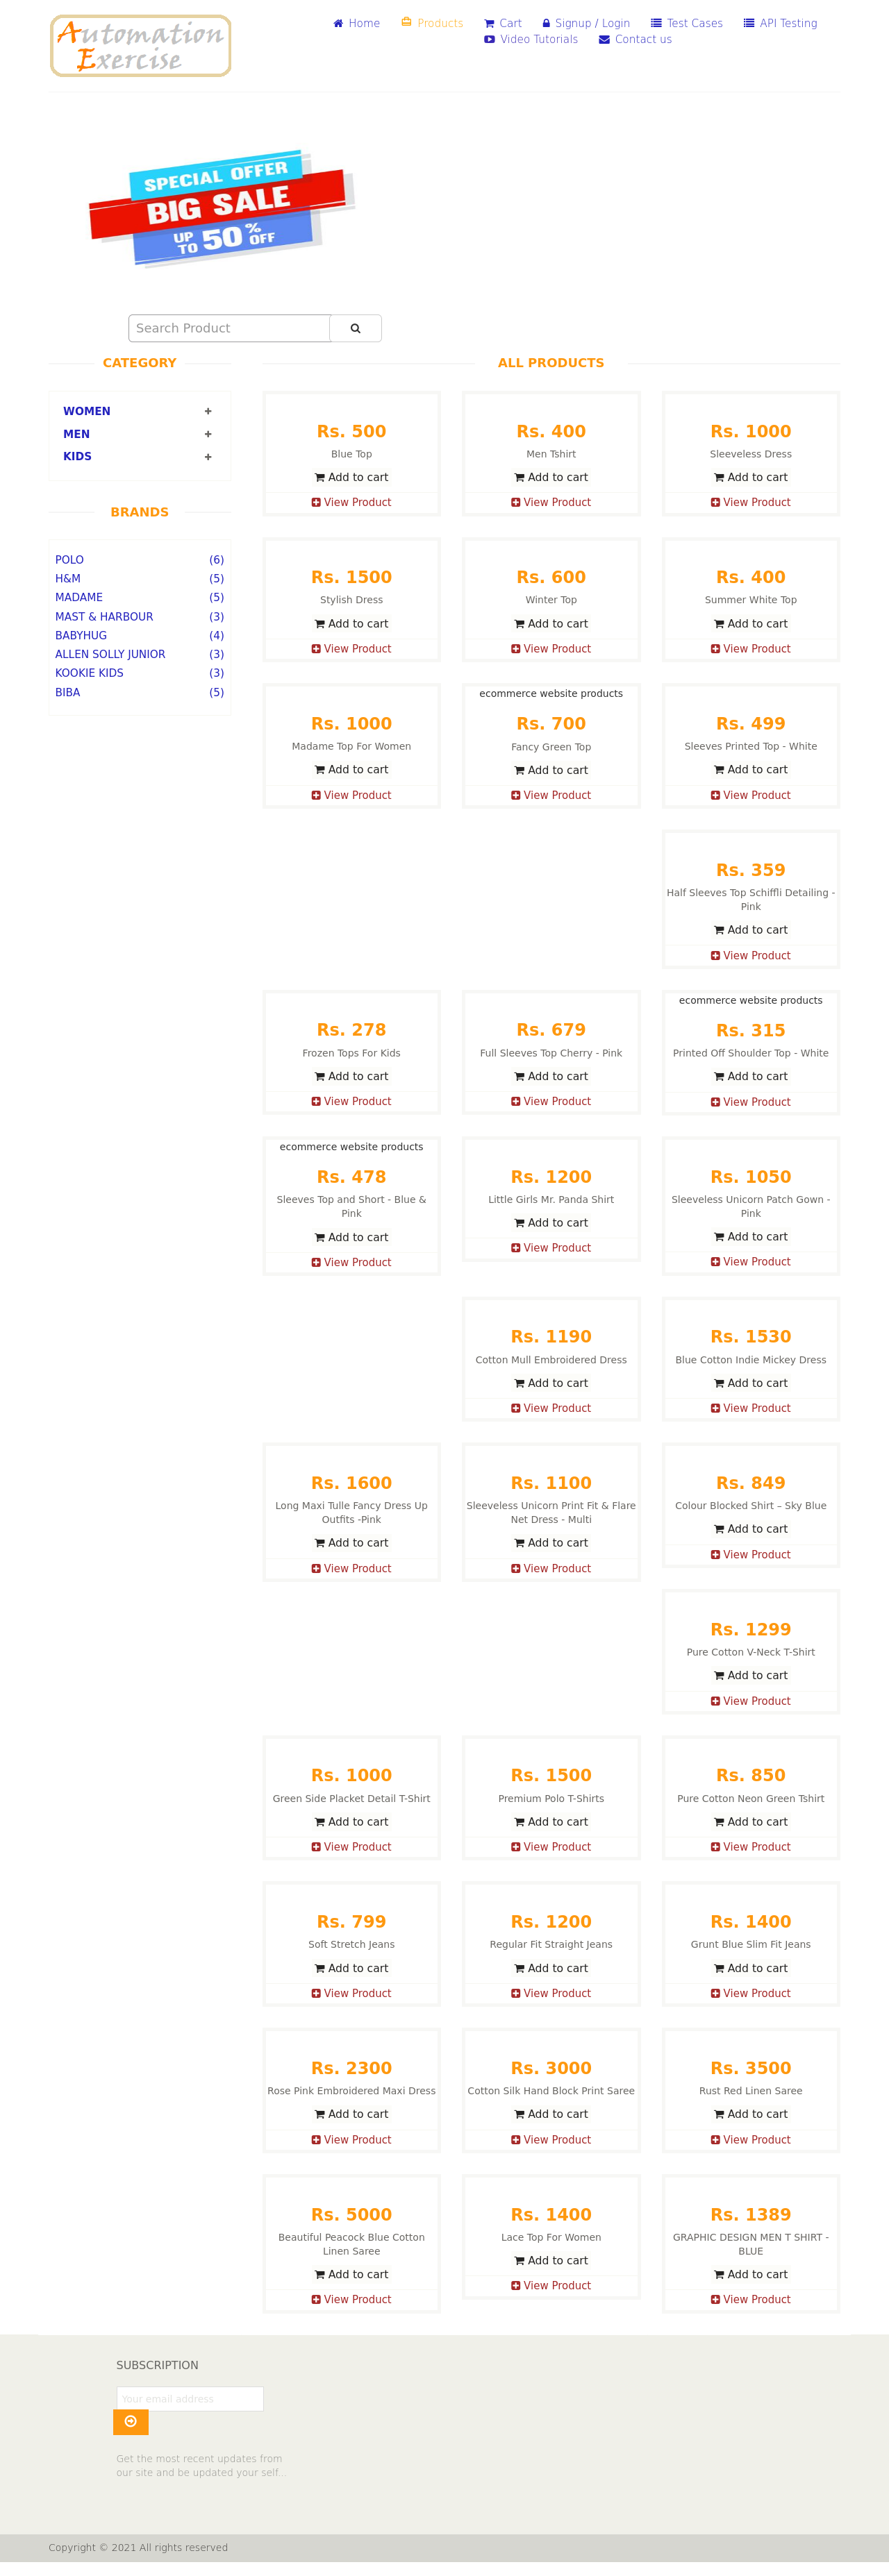 Automation
Exercise
Home Products Cart Signup / Login Test Cases API Testing
Video Tutorials Contact us
SPECIAL OFFER
BIG SALE
UP TO 50% OFF
Search Product
CATEGORY
WOMEN
MEN
KIDS
BRANDS
POLO (6)
H&M (5)
MADAME (5)
MAST & HARBOUR (3)
BABYHUG (4)
ALLEN SOLLY JUNIOR (3)
KOOKIE KIDS (3)
BIBA (5)
ALL PRODUCTS
Rs. 500
Blue Top
Add to cart
View Product
Rs. 400
Men Tshirt
Add to cart
View Product
Rs. 1000
Sleeveless Dress
Add to cart
View Product
Rs. 1500
Stylish Dress
Add to cart
View Product
Rs. 600
Winter Top
Add to cart
View Product
Rs. 400
Summer White Top
Add to cart
View Product
Rs. 1000
Madame Top For Women
Add to cart
View Product
ecommerce website products
Rs. 700
Fancy Green Top
Add to cart
View Product
Rs. 499
Sleeves Printed Top - White
Add to cart
View Product
Rs. 359
Half Sleeves Top Schiffli Detailing -
Pink
Add to cart
View Product
Rs. 278
Frozen Tops For Kids
Add to cart
View Product
Rs. 679
Full Sleeves Top Cherry - Pink
Add to cart
View Product
ecommerce website products
Rs. 315
Printed Off Shoulder Top - White
Add to cart
View Product
ecommerce website products
Rs. 478
Sleeves Top and Short - Blue &
Pink
Add to cart
View Product
Rs. 1200
Little Girls Mr. Panda Shirt
Add to cart
View Product
Rs. 1050
Sleeveless Unicorn Patch Gown -
Pink
Add to cart
View Product
Rs. 1190
Cotton Mull Embroidered Dress
Add to cart
View Product
Rs. 1530
Blue Cotton Indie Mickey Dress
Add to cart
View Product
Rs. 1600
Long Maxi Tulle Fancy Dress Up
Outfits -Pink
Add to cart
View Product
Rs. 1100
Sleeveless Unicorn Print Fit & Flare
Net Dress - Multi
Add to cart
View Product
Rs. 849
Colour Blocked Shirt – Sky Blue
Add to cart
View Product
Rs. 1299
Pure Cotton V-Neck T-Shirt
Add to cart
View Product
Rs. 1000
Green Side Placket Detail T-Shirt
Add to cart
View Product
Rs. 1500
Premium Polo T-Shirts
Add to cart
View Product
Rs. 850
Pure Cotton Neon Green Tshirt
Add to cart
View Product
Rs. 799
Soft Stretch Jeans
Add to cart
View Product
Rs. 1200
Regular Fit Straight Jeans
Add to cart
View Product
Rs. 1400
Grunt Blue Slim Fit Jeans
Add to cart
View Product
Rs. 2300
Rose Pink Embroidered Maxi Dress
Add to cart
View Product
Rs. 3000
Cotton Silk Hand Block Print Saree
Add to cart
View Product
Rs. 3500
Rust Red Linen Saree
Add to cart
View Product
Rs. 5000
Beautiful Peacock Blue Cotton
Linen Saree
Add to cart
View Product
Rs. 1400
Lace Top For Women
Add to cart
View Product
Rs. 1389
GRAPHIC DESIGN MEN T SHIRT -
BLUE
Add to cart
View Product
SUBSCRIPTION
Your email address
Get the most recent updates from
our site and be updated your self...
Copyright © 2021 All rights reserved